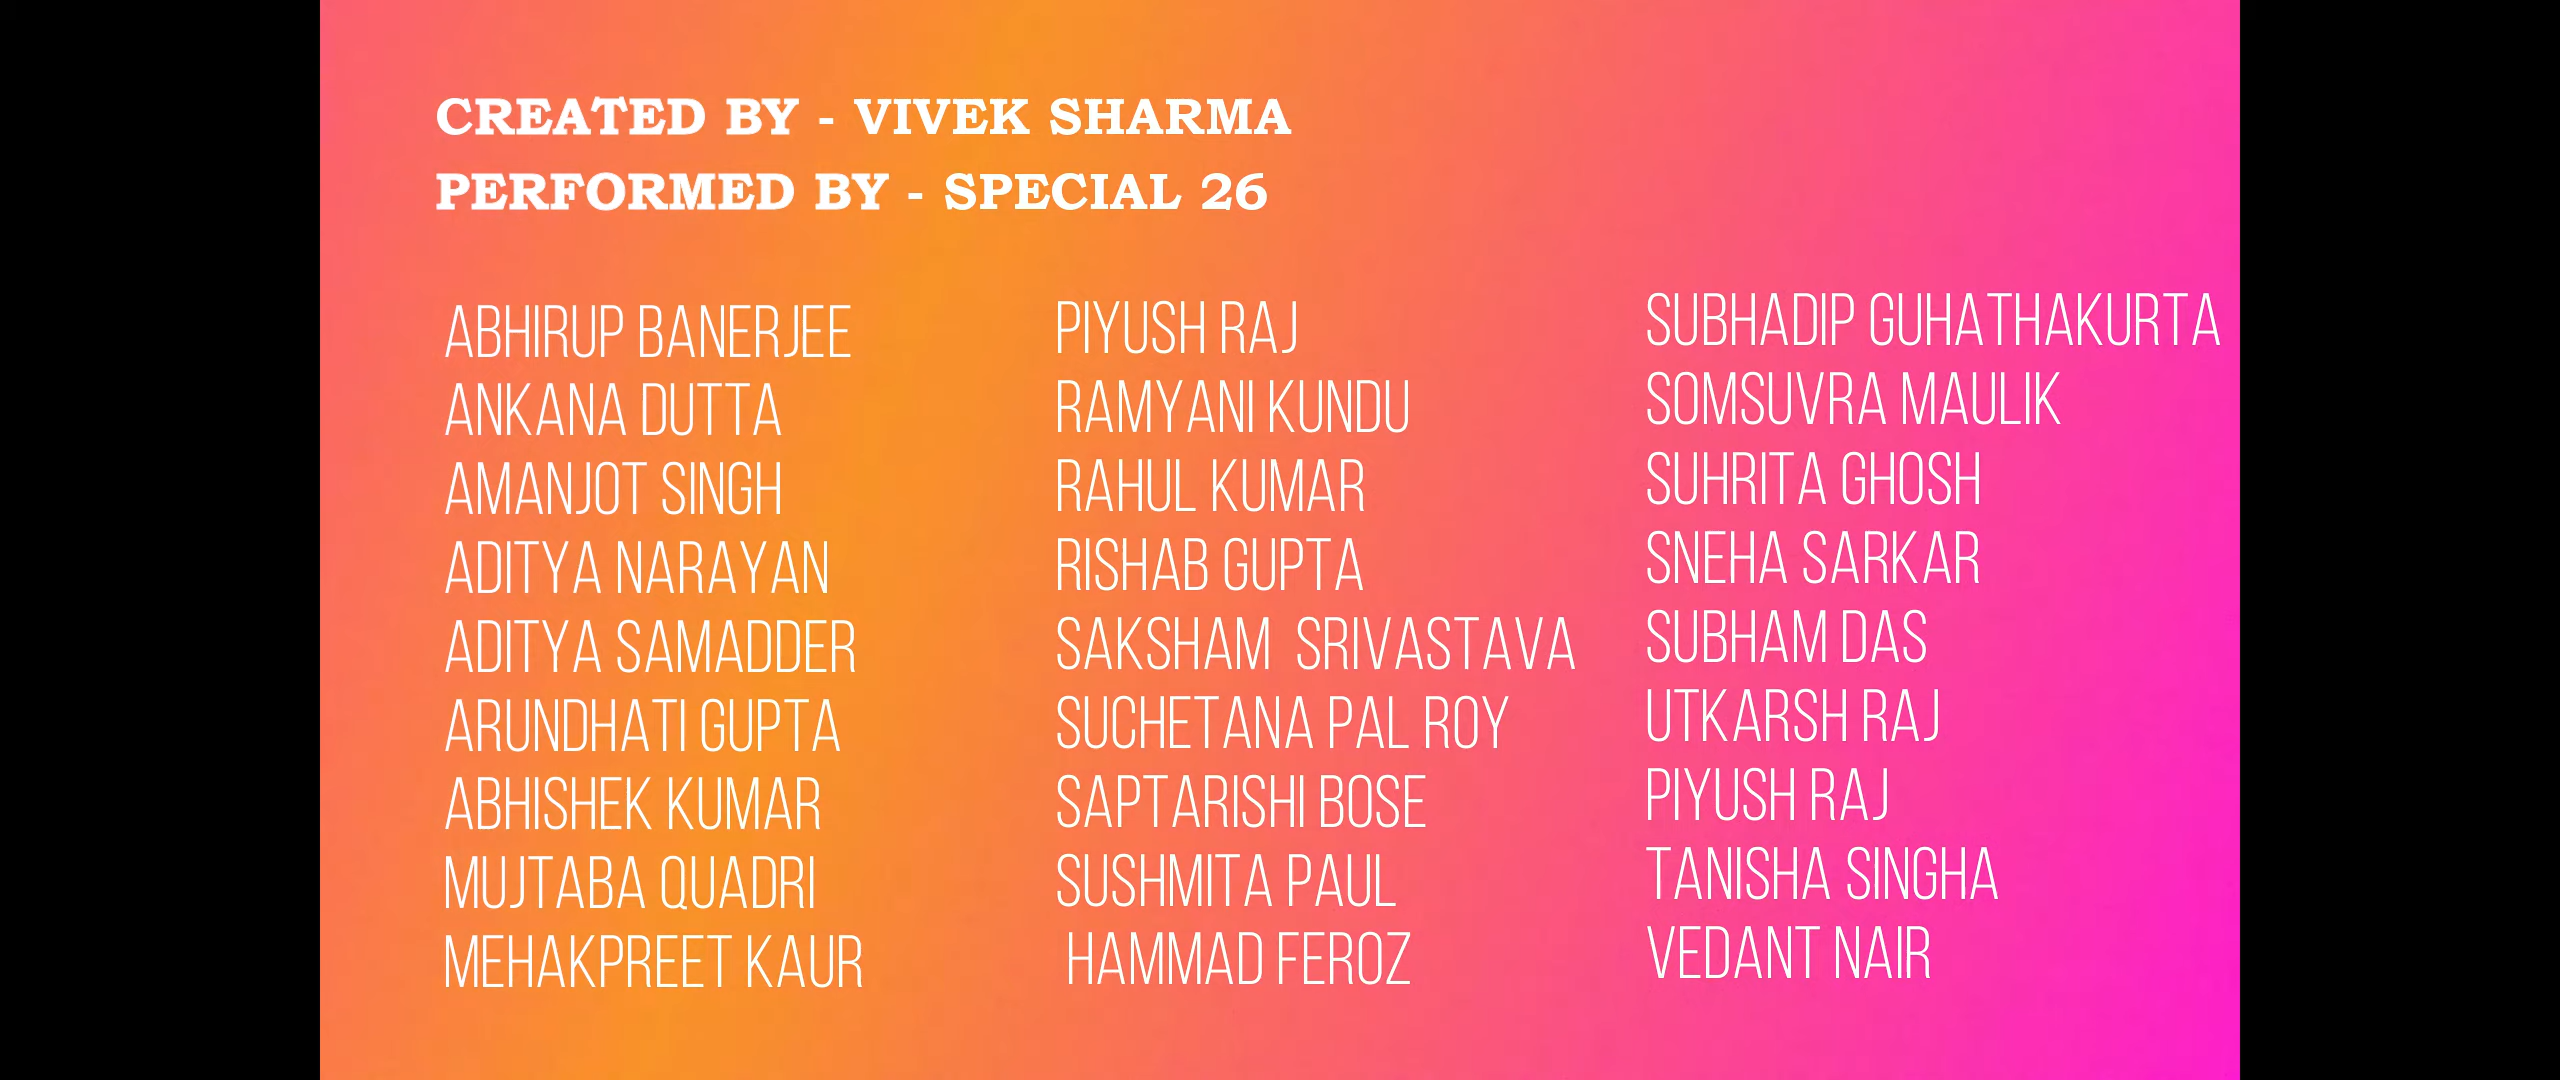 CREATED BY - VIVEK SHARMA
PERFORMED BY - SPECIAL 26
ABHIRUP BANERJEE
ANKANA DUTTA
AMANJOT SINGH
ADITYA NARAYAN
ADITYA SAMADDER
ARUNDHATI GUPTA
ABHISHEK KUMAR
MUJTABA QUADRI
MEHAKPREET KAUR
PIYUSH RAJ
RAMYANI KUNDU
RAHUL KUMAR
RISHAB GUPTA
SAKSHAM SRIVASTAVA
SUCHETANA PAL ROY
SAPTARISHI BOSE
SUSHMITA PAUL
HAMMAD FEROZ
SUBHADIP GUHATHAKURTA
SOMSUVRA MAULIK
SUHRITA GHOSH
SNEHA SARKAR
SUBHAM DAS
UTKARSH RAJ
PIYUSH RAJ
TANISHA SINGHA
VEDANT NAIR